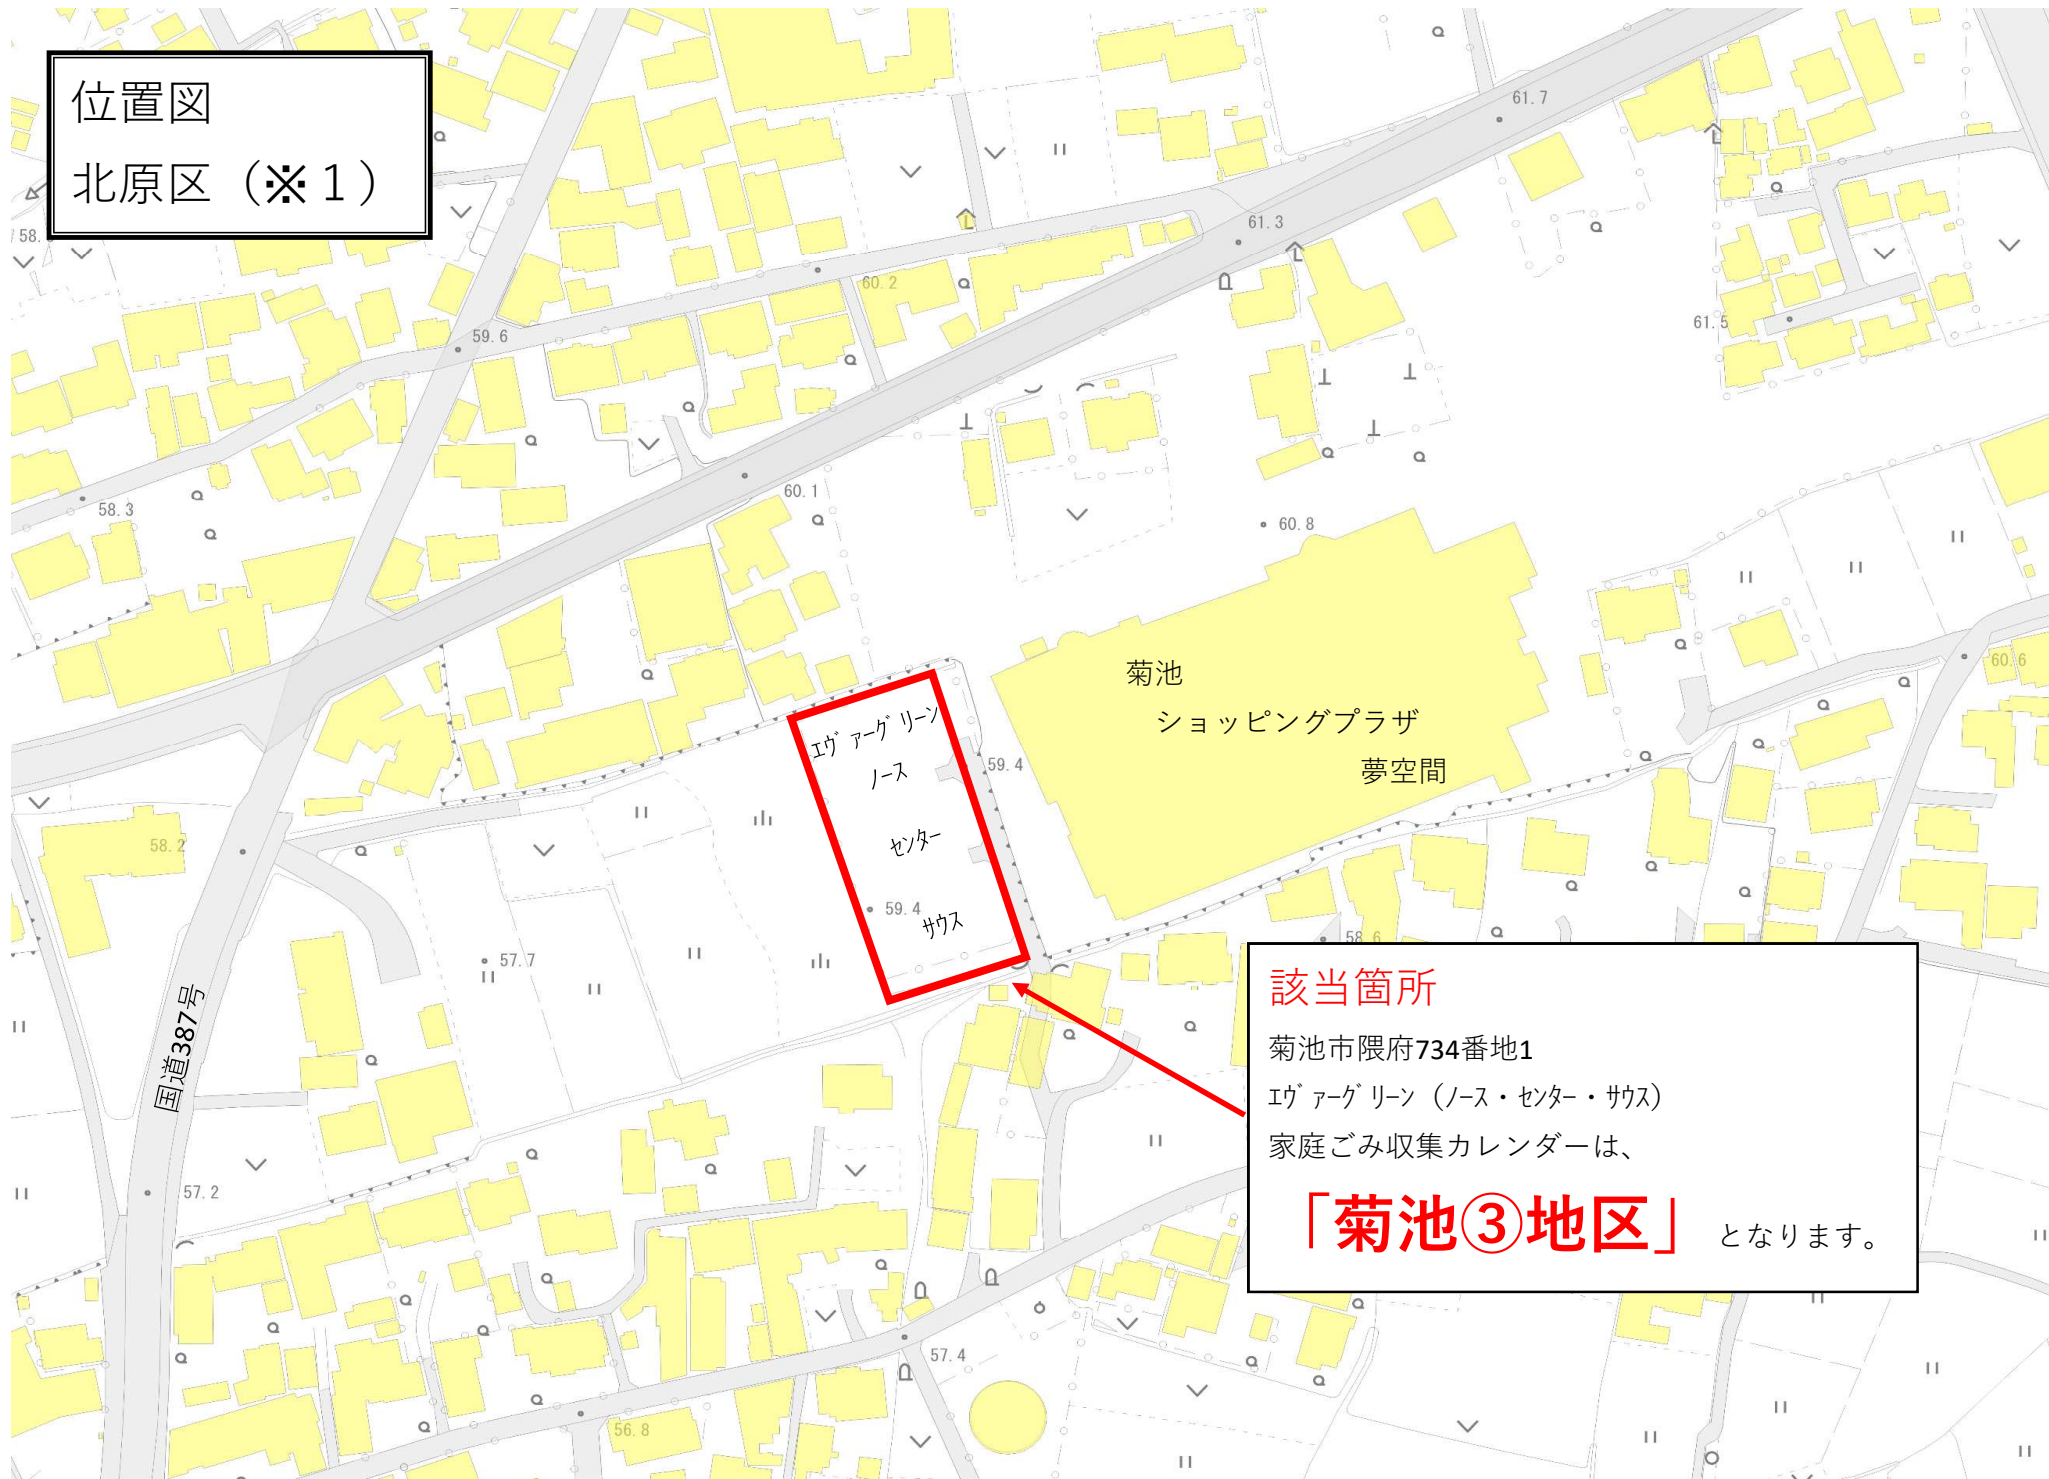 位置図
北原区（※１）
61.7
61.3
58.
60.2
61.5
59.6
60.1
58.3
60.8
60.6
菊池
ショッピングプラザ
夢空間
ｴｳﾞｧｰｸﾞﾘｰﾝ
ﾉｰｽ
59.4
ｾﾝﾀｰ
58.2
59.4
ｻｳｽ
58.6
57.7
国道387号
該当箇所
菊池市隈府734番地1
ｴｳﾞｧｰｸﾞﾘｰﾝ（ﾉｰｽ・ｾﾝﾀｰ・ｻｳｽ）
家庭ごみ収集カレンダーは、
「菊池③地区」 となります。
57.2
57.4
56.8